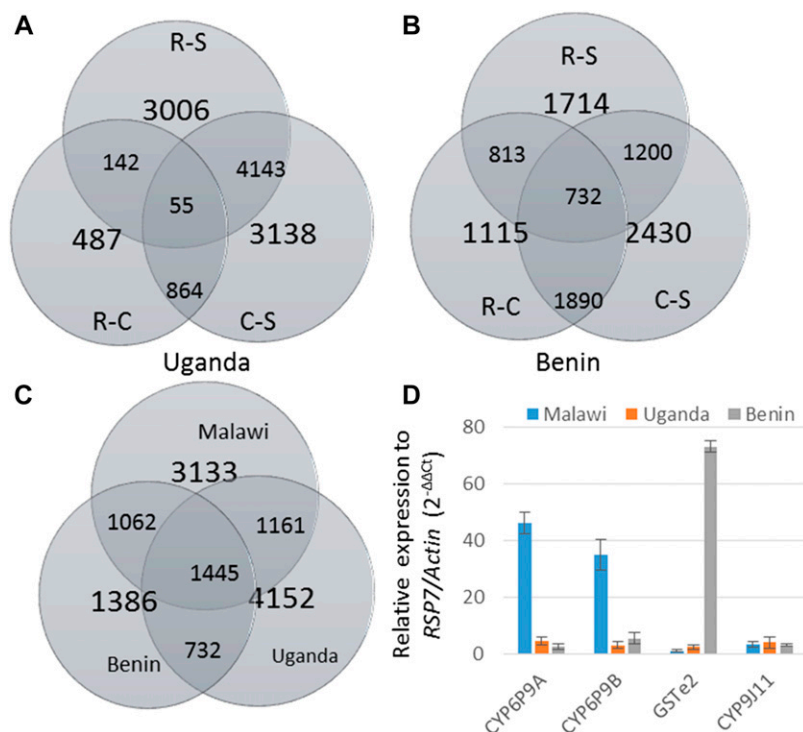 A
R-S
3006
142
4143
55
487
3138
864
R-C
C-S
Uganda
B
R-S
1714
813
1200
732
1115
2430
1890
R-C
C-S
Benin
C
Malawi
3133
1062
1161
1445
1386
4152
Benin
732
Uganda
D
Malawi
Uganda
Benin
Relative expression to
RSP7/Actin (2-ΔΔCt)
80
60
40
20
0
CYP6P9A
CYP6P9B
GSTe2
CYP9J11